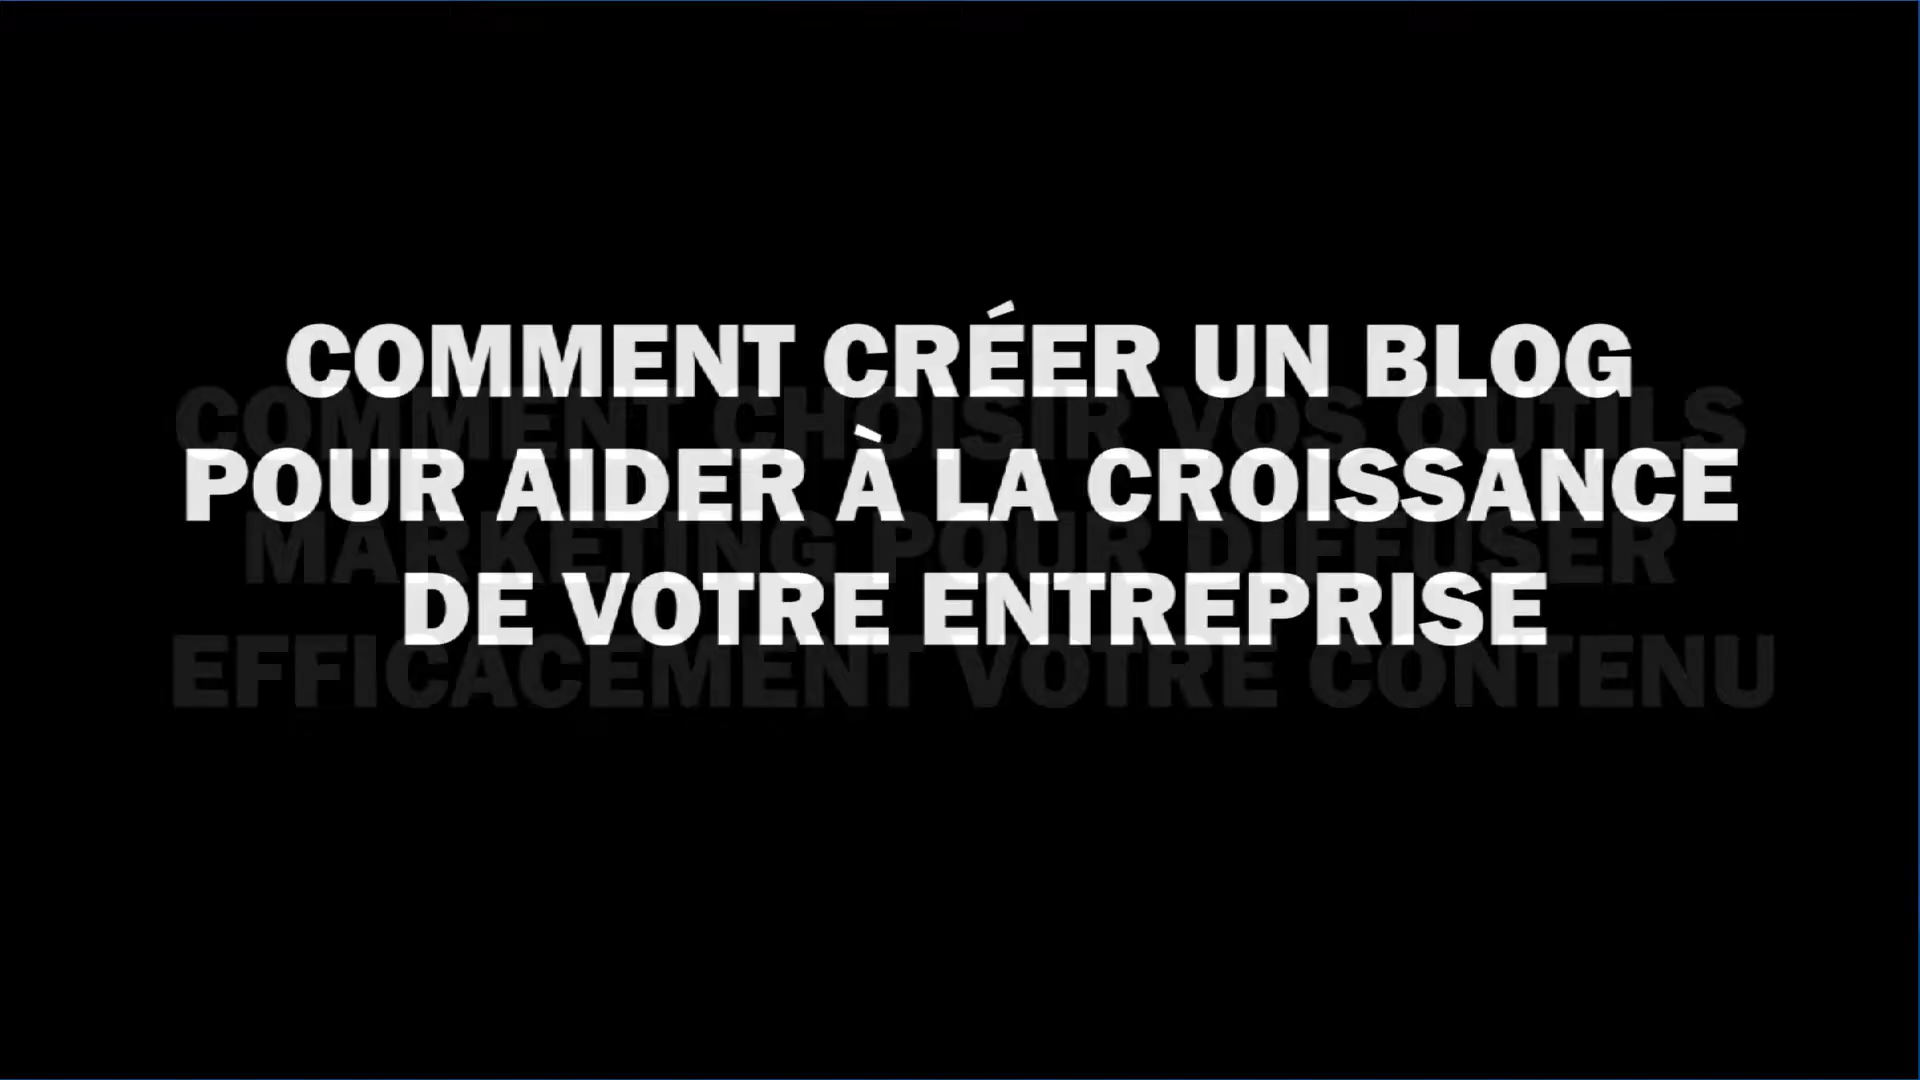 COMMENT CRÉER UN BLOG
POUR AIDER À LA CROISSANCE
DE VOTRE ENTREPRISE
COMMENT CHOISIR VOS OUTILS
MARKETING POUR DIFFUSER
EFFICACEMENT VOTRE CONTENU